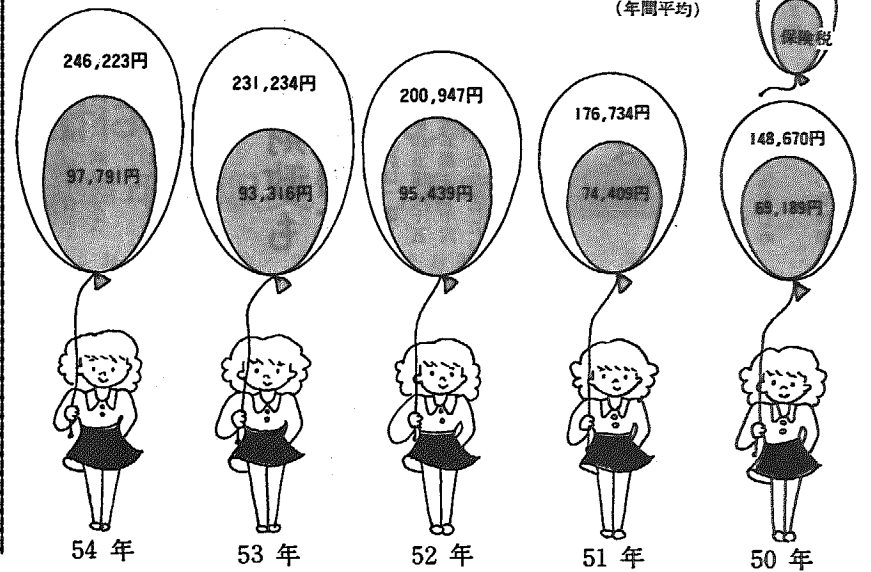 (年間平均)
保険税
246,223円
97,791円
231,234円
93,316円
200,947円
95,439円
176,734円
74,409円
148,670円
69,189円
54 年
53 年
52 年
51 年
50 年